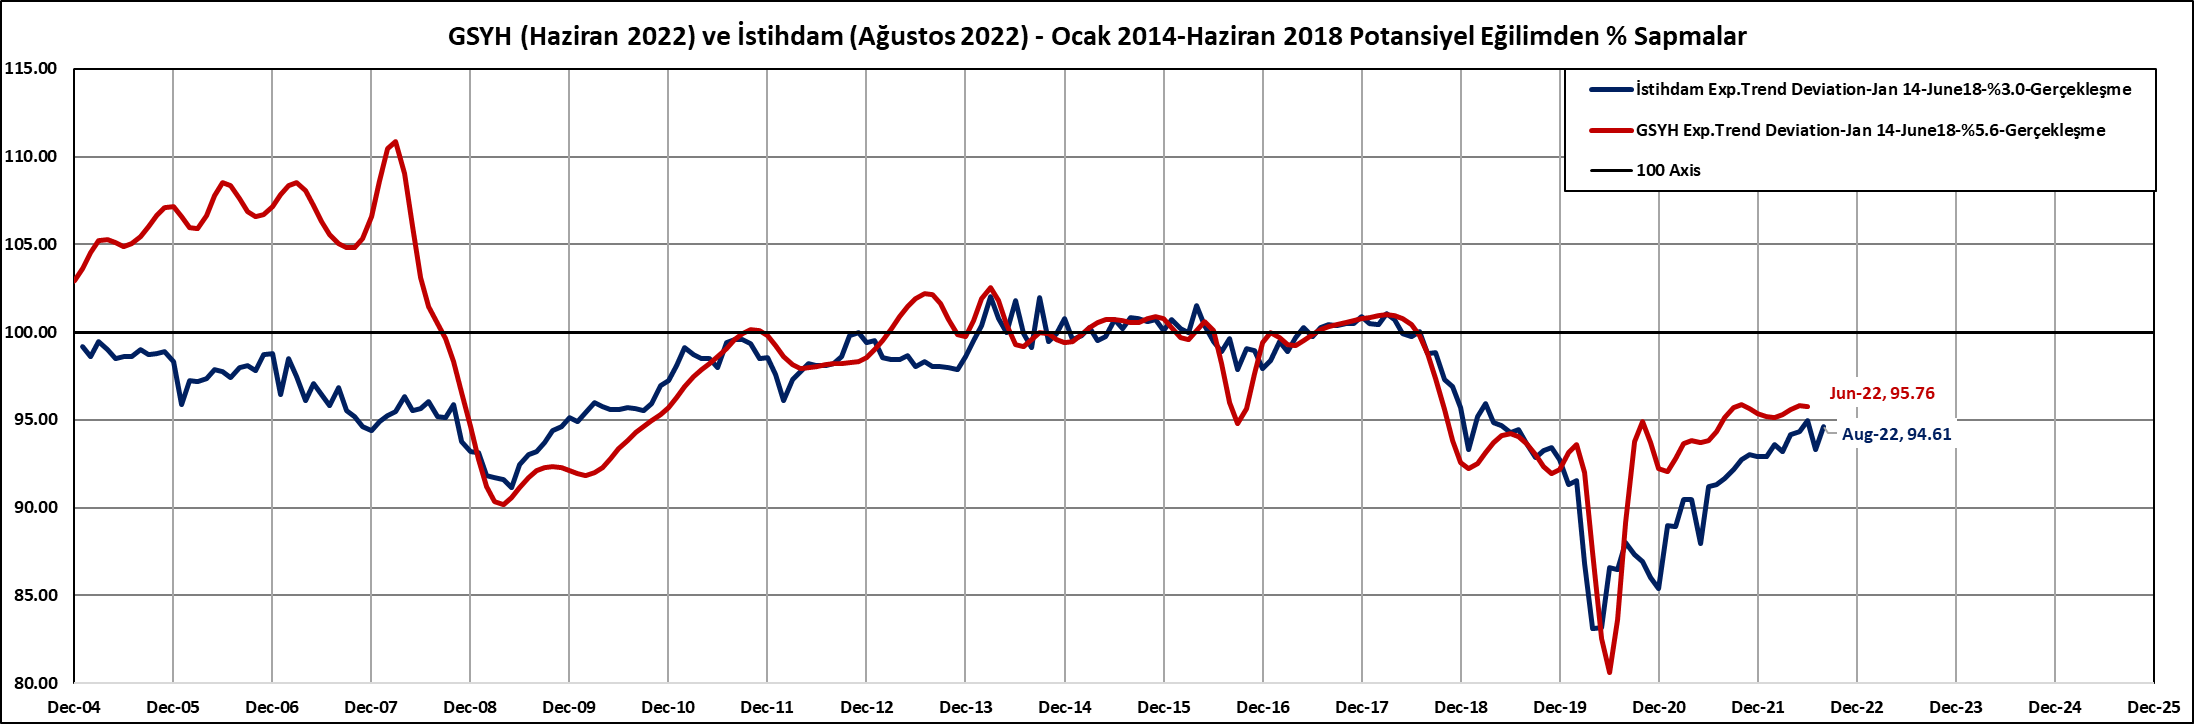 GSYH (Haziran 2022) ve İstihdam (Ağustos 2022) - Ocak 2014-Haziran 2018 Potansiyel Eğilimden % Sapmalar
115.00
110.00
105.00
100.00
95.00
90.00
85.00
80.00
İstihdam Exp.Trend Deviation-Jan 14-June18-%3.0-Gerçekleşme
GSYH Exp.Trend Deviation-Jan 14-June18-%5.6-Gerçekleşme
100 Axis
Jun-22, 95.76
Aug-22, 94.61
Dec-04 Dec-05 Dec-06 Dec-07 Dec-08 Dec-09 Dec-10 Dec-11 Dec-12 Dec-13 Dec-14 Dec-15 Dec-16 Dec-17 Dec-18 Dec-19 Dec-20 Dec-21 Dec-22 Dec-23 Dec-24 Dec-25